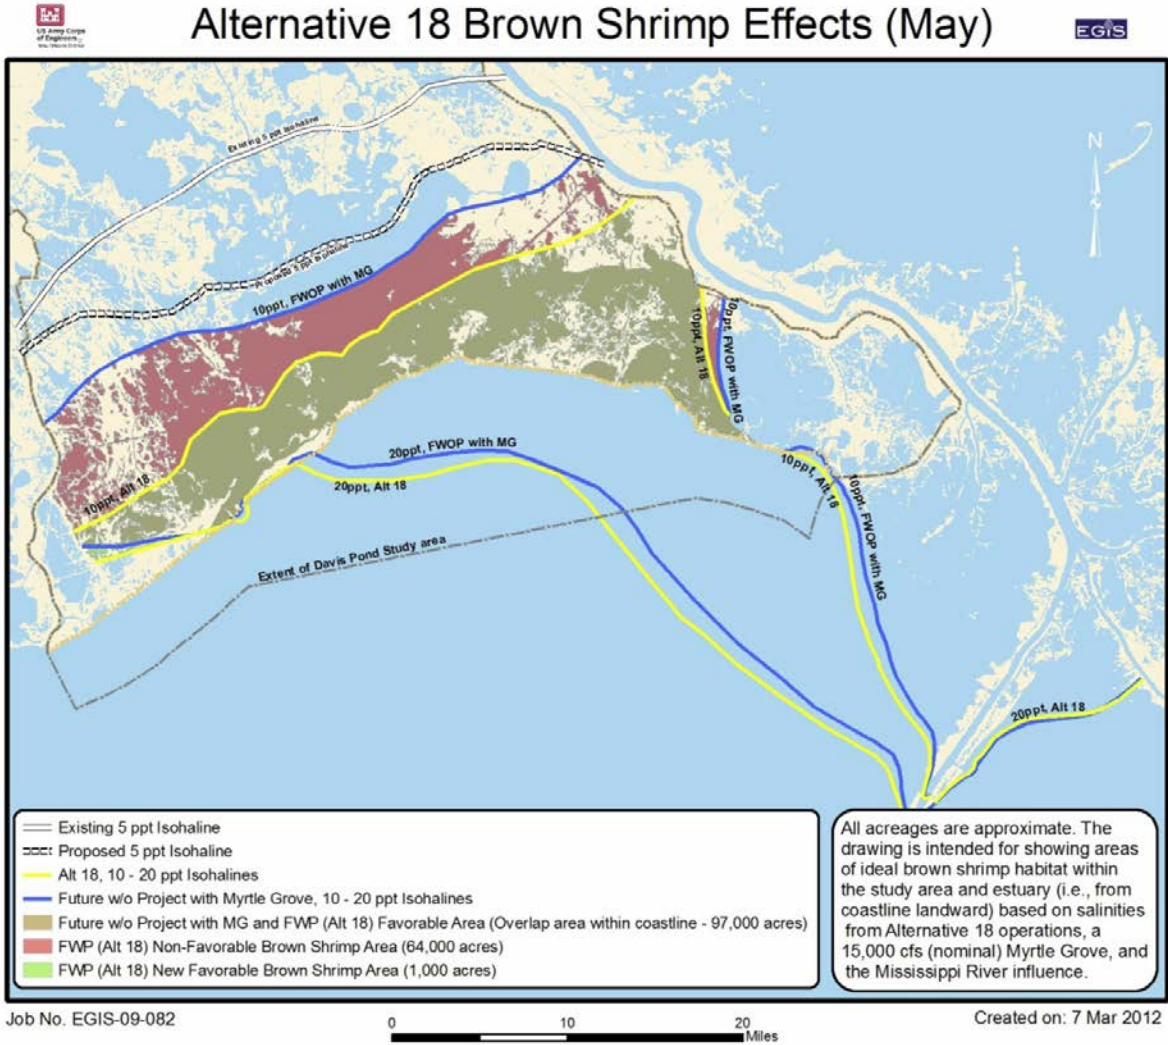 US Army Corps
of Engineers
Alternative 18 Brown Shrimp Effects (May)
EGIS
Existing 5 ppt Isohaline
N
Proposed 5 ppt Isohaline
10ppt, FWOP with MG
10ppt, FWOP with MG
10ppt, Alt 18
20ppt, FWOP with MG
10ppt, Alt 18
20ppt, Alt 18
10ppt, Alt 18
10ppt, FWOP with MG
Extent of Davis Pond Study area
20ppt, Alt 18
Existing 5 ppt Isohaline
Proposed 5 ppt Isohaline
Alt 18, 10 - 20 ppt Isohalines
Future w/o Project with Myrtle Grove, 10 - 20 ppt Isohalines
Future w/o Project with MG and FWP (Alt 18) Favorable Area (Overlap area within coastline - 97,000 acres)
FWP (Alt 18) Non-Favorable Brown Shrimp Area (64,000 acres)
FWP (Alt 18) New Favorable Brown Shrimp Area (1,000 acres)
All acreages are approximate. The
drawing is intended for showing areas
of ideal brown shrimp habitat within
the study area and estuary (i.e., from
coastline landward) based on salinities
from Alternative 18 operations, a
15,000 cfs (nominal) Myrtle Grove, and
the Mississippi River influence.
Job No. EGIS-09-082
0 10 20
Miles
Created on: 7 Mar 2012